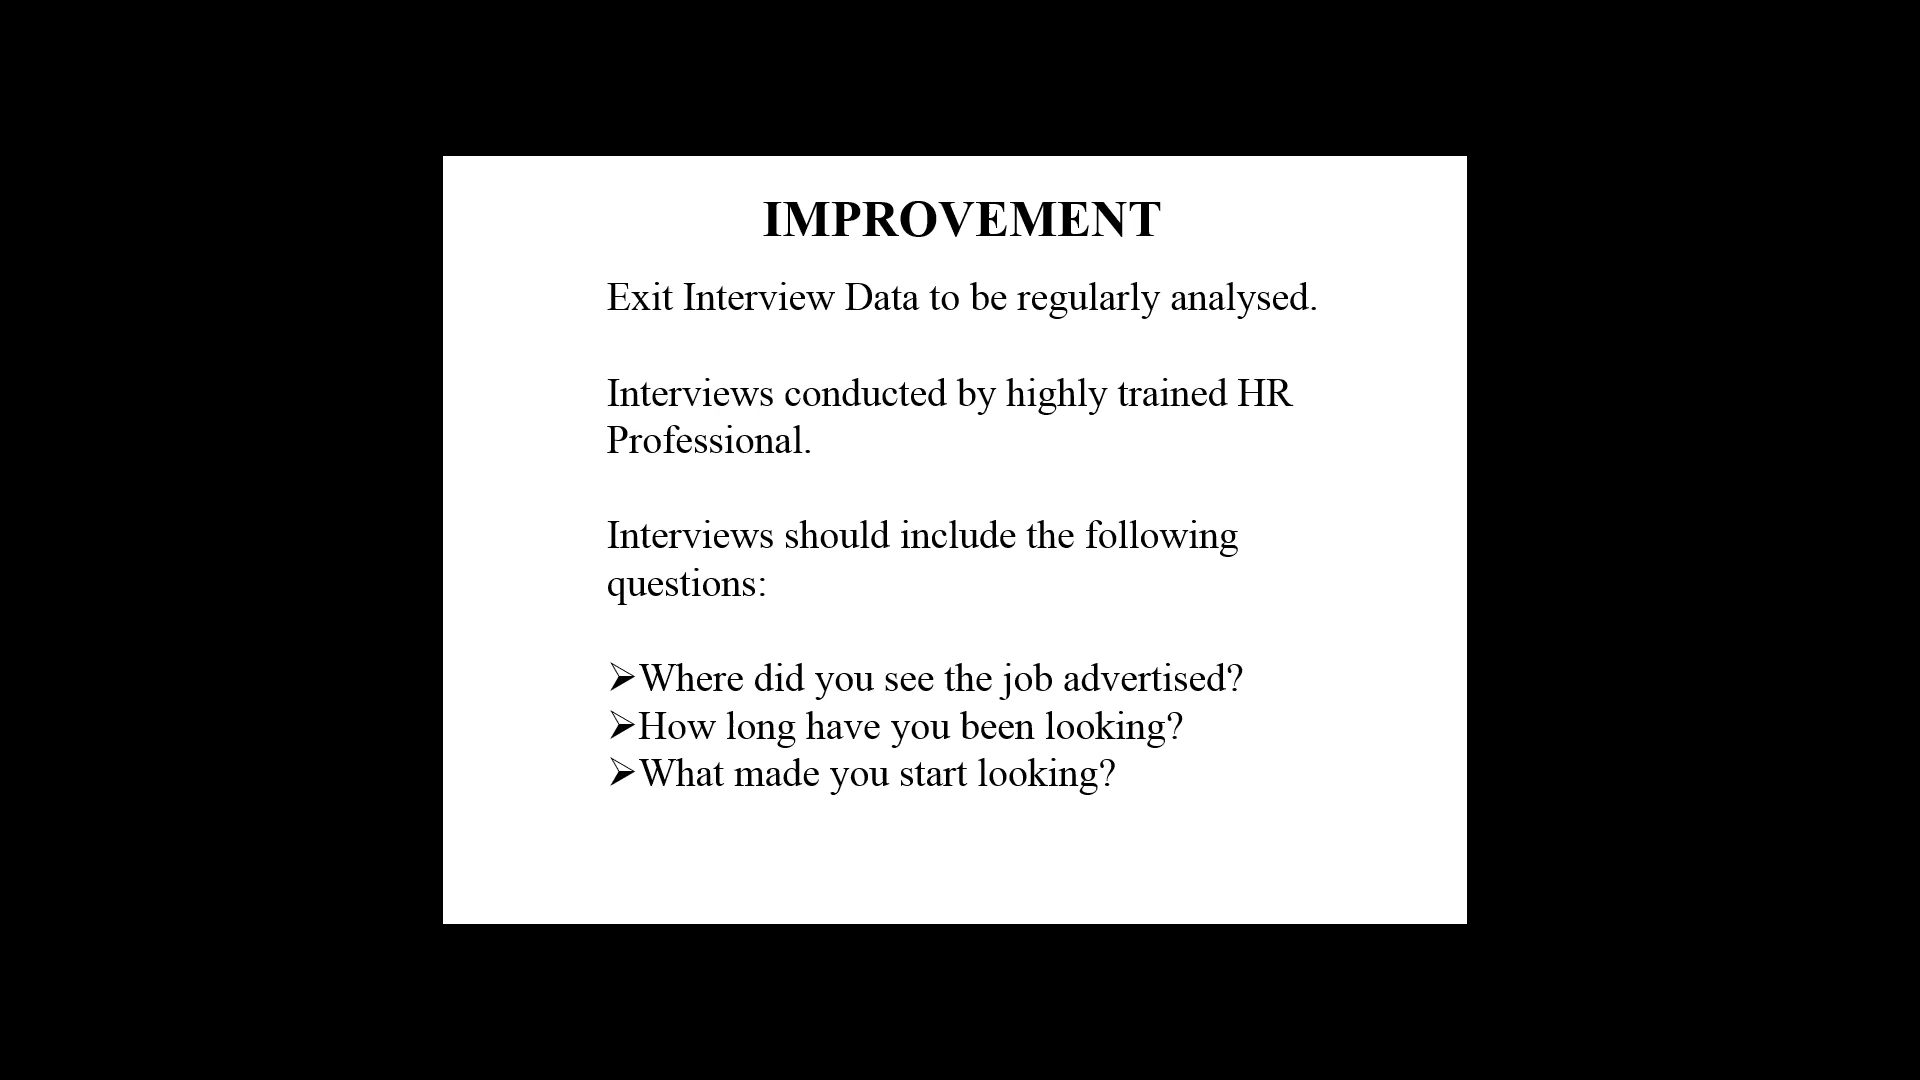 IMPROVEMENT
Exit Interview Data to be regularly analysed.
Interviews conducted by highly trained HR
Professional.
Interviews should include the following
questions:
➢Where did you see the job advertised?
➢How long have you been looking?
➢What made you start looking?